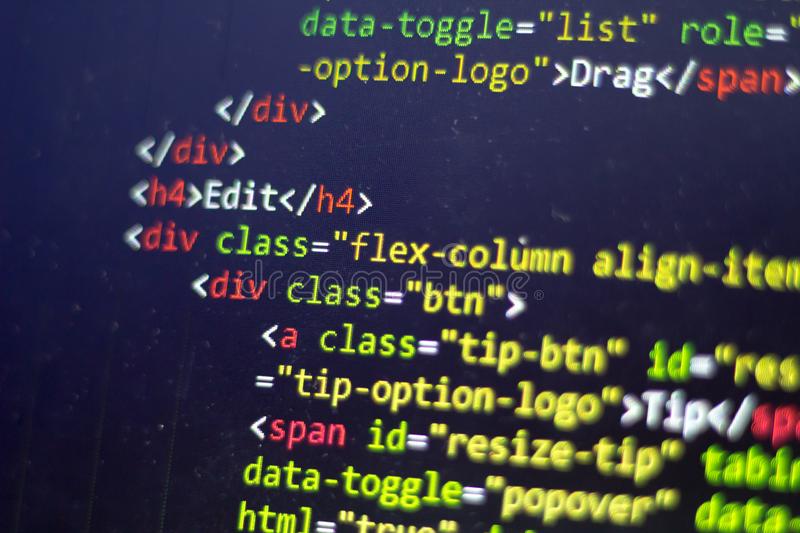 data-toggle="list" role="
-option-logo">Drag</span>
</div>
</div>
<h4>Edit</h4>
<div class="flex-column align-item
<div class="btn">
<a class="tip-btn" id="res
="tip-option-logo">Tip</sp
<span id="resize-tip" tabin
data-toggle="popover" data-
html="true"
dreamstime.com